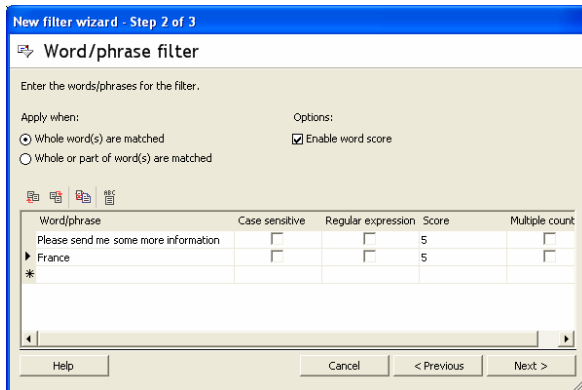 New filter wizard - Step 2 of 3
Word/phrase filter
Enter the words/phrases for the filter.
Apply when: Options:
Whole word(s) are matched Enable word score
Whole or part of word(s) are matched
ABC
Word/phrase Case sensitive Regular expression Score Multiple count
Please send me some more information 5
France 5
Help Cancel < Previous Next >